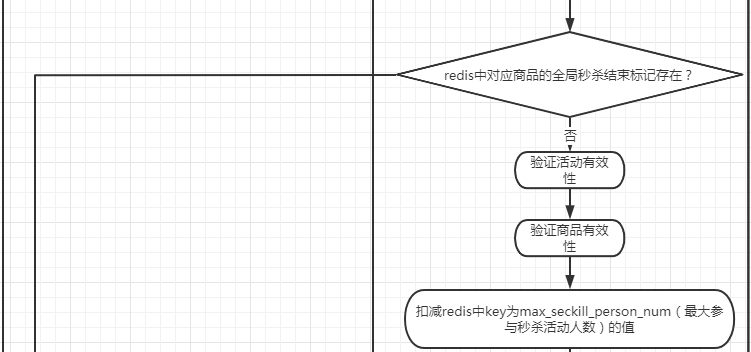 redis中对应商品的全局秒杀结束标记存在？
否
验证活动有效
性
验证商品有效
性
扣减redis中key为max_seckill_person_num（最大参
与秒杀活动人数）的值